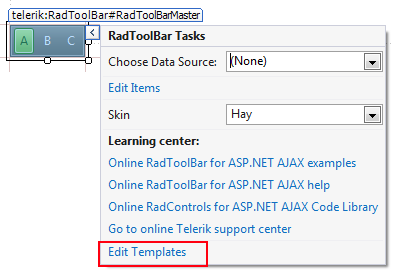 telerik:RadToolBar#RadToolBarMaster
A B C
RadToolBar Tasks
Choose Data Source: (None)
Edit Items
Skin Hay
Learning center:
Online RadToolBar for ASP.NET AJAX examples
Online RadToolBar for ASP.NET AJAX help
Online RadControls for ASP.NET AJAX Code Library
Go to online Telerik support center
Edit Templates